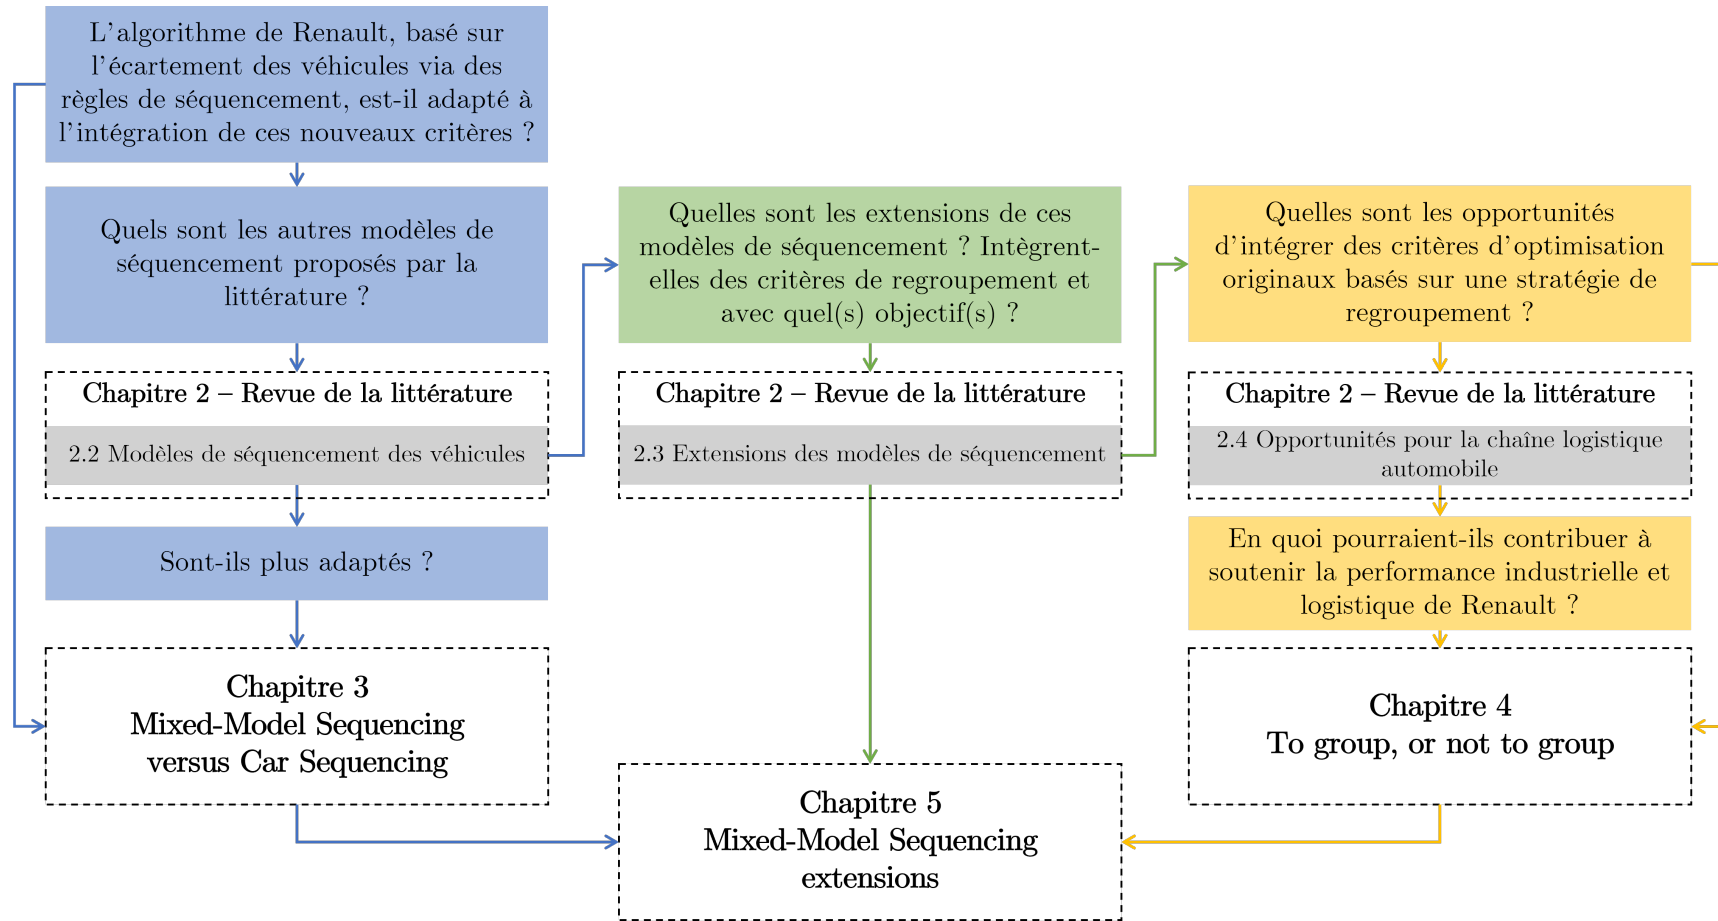 L'algorithme de Renault, basé sur
l'écartement des véhicules via des
règles de séquencement, est-il adapté à
l'intégration de ces nouveaux critères ?
Quels sont les autres modèles de
séquencement proposés par la
littérature ?
Chapitre 2 – Revue de la littérature
2.2 Modèles de séquencement des véhicules
Sont-ils plus adaptés ?
Chapitre 3
Mixed-Model Sequencing
versus Car Sequencing
Quelles sont les extensions de ces
modèles de séquencement ? Intègrent-
elles des critères de regroupement et
avec quel(s) objectif(s) ?
Chapitre 2 – Revue de la littérature
2.3 Extensions des modèles de séquencement
Quelles sont les opportunités
d'intégrer des critères d'optimisation
originaux basés sur une stratégie de
regroupement ?
Chapitre 2 – Revue de la littérature
2.4 Opportunités pour la chaîne logistique
automobile
En quoi pourraient-ils contribuer à
soutenir la performance industrielle et
logistique de Renault ?
Chapitre 4
To group, or not to group
Chapitre 5
Mixed-Model Sequencing
extensions